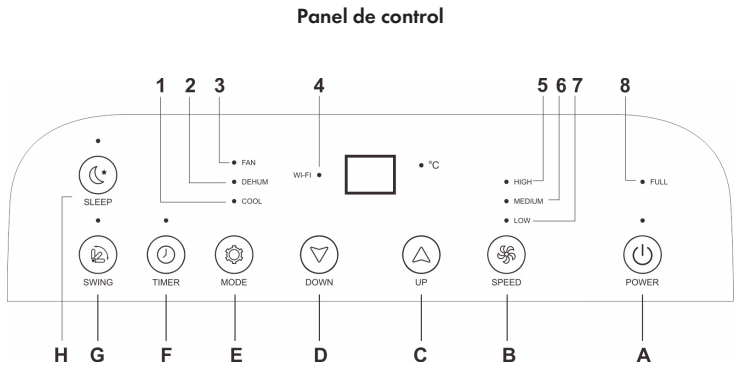 Panel de control
1 2 3 4 5 6 7 8
FAN
°C
WI-FI DEHUM HIGH FULL
COOL MEDIUM
SLEEP
LOW
SWING TIMER MODE DOWN UP SPEED POWER
H G F E D C B A